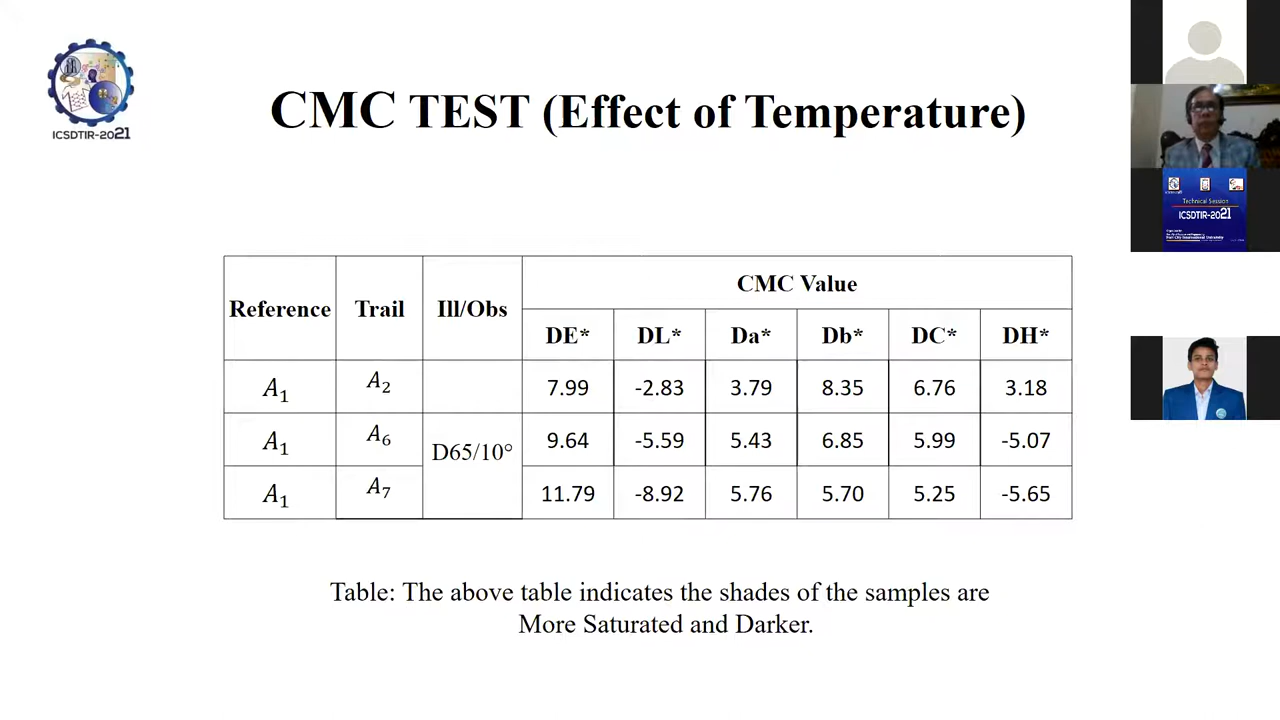 ICSDTIR-2021
CMC TEST (Effect of Temperature)
Technical Session
ICSDTIR-2021
Port City International University
Reference Trail Ill/Obs CMC Value
DE* DL* Da* Db* DC* DH*
A₁ A₂ 7.99 -2.83 3.79 8.35 6.76 3.18
A₁ A₆ D65/10° 9.64 -5.59 5.43 6.85 5.99 -5.07
A₁ A₇ 11.79 -8.92 5.76 5.70 5.25 -5.65
Table: The above table indicates the shades of the samples are
More Saturated and Darker.